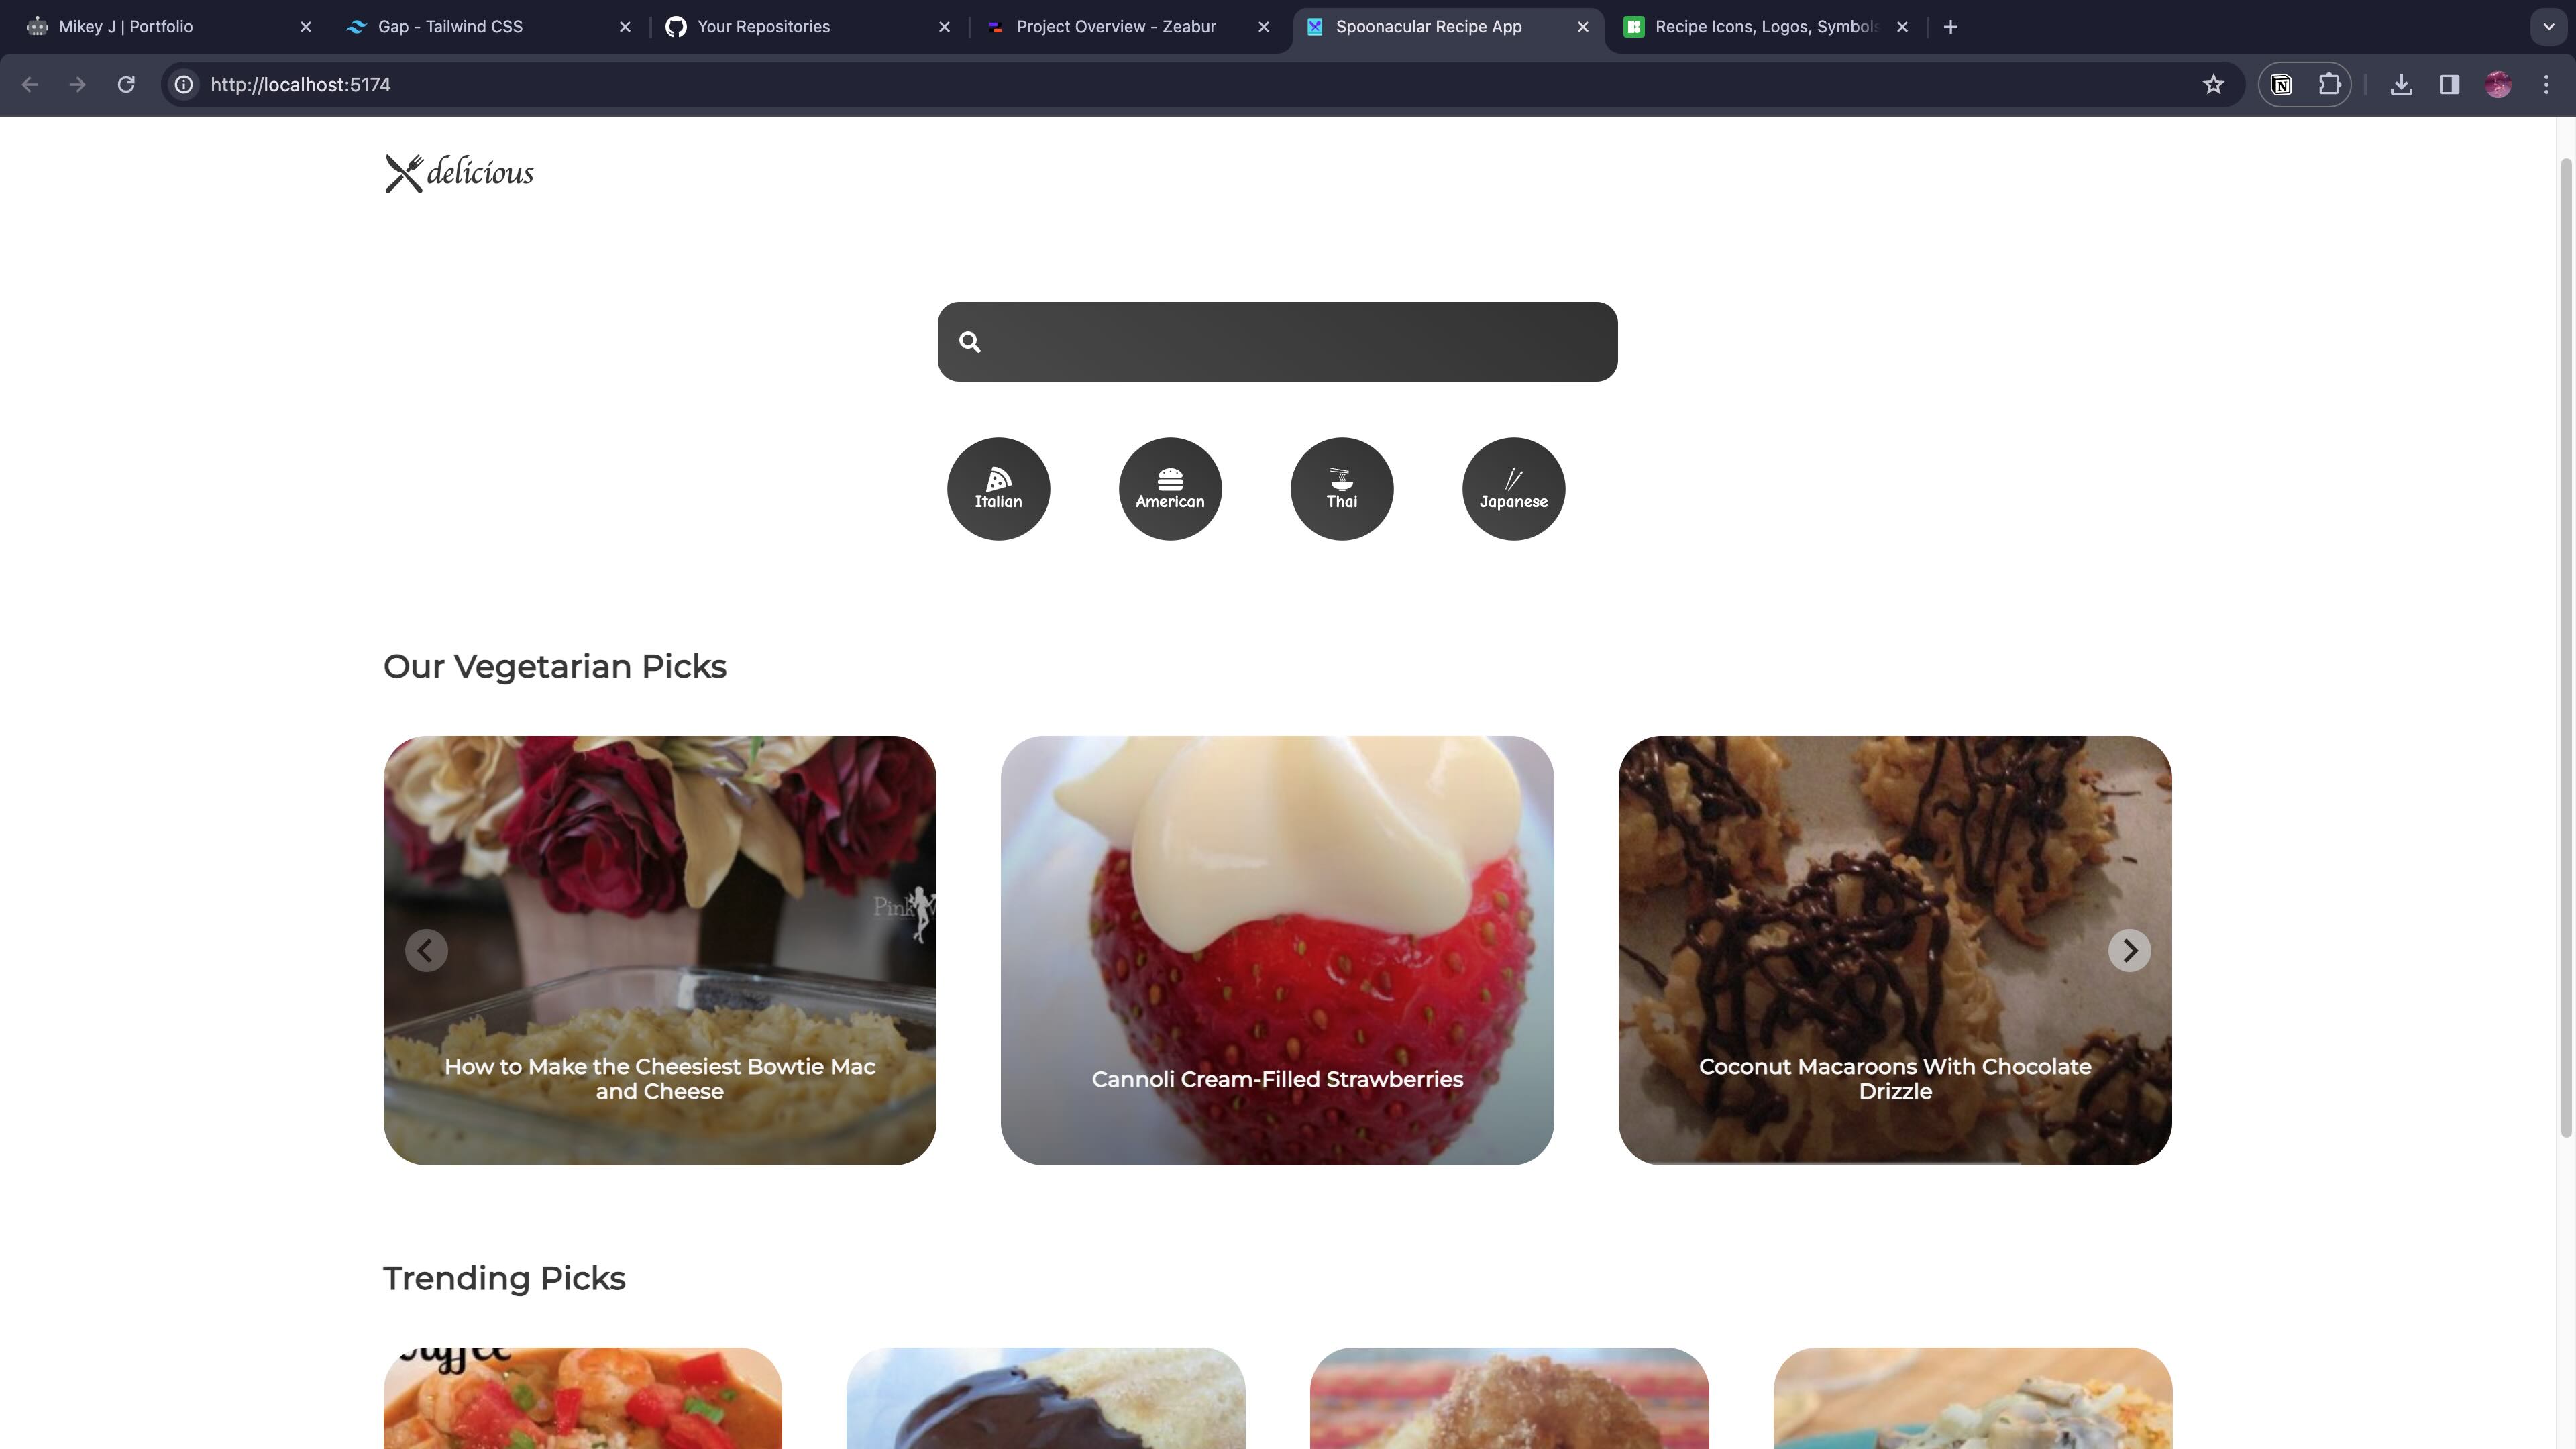 Mikey J | Portfolio
Gap - Tailwind CSS
Your Repositories
Project Overview - Zeabur
Spoonacular Recipe App
Recipe Icons, Logos, Symbols
http://localhost:5174
delicious
Italian
American
Thai
Japanese
Our Vegetarian Picks
Pink
How to Make the Cheesiest Bowtie Mac
and Cheese
Cannoli Cream-Filled Strawberries
Coconut Macaroons With Chocolate
Drizzle
Trending Picks